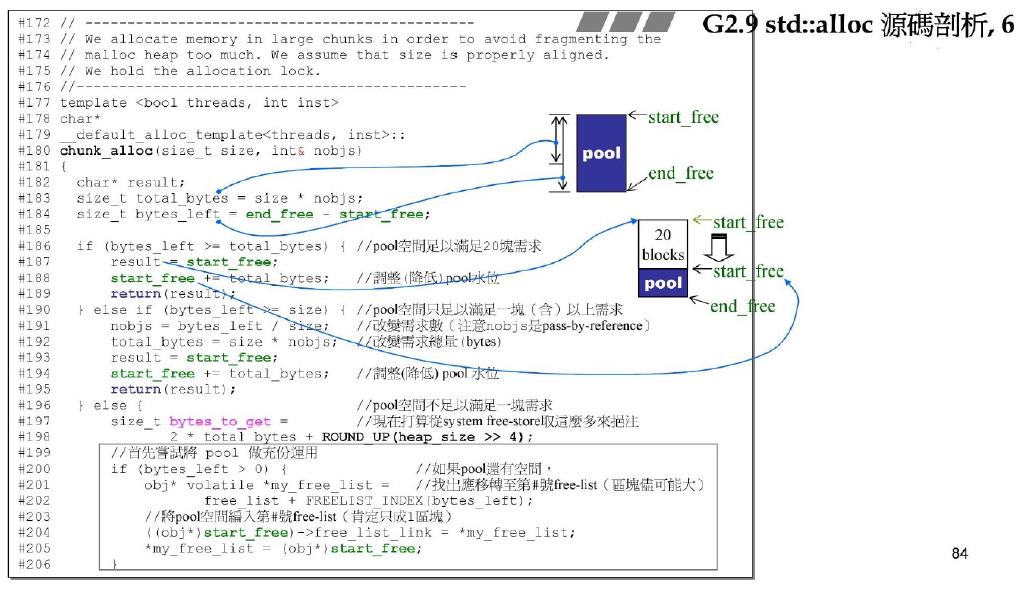 G2.9 std::alloc 源碼剖析, 6
#172 // ----------------------------------------------
#173 // We allocate memory in large chunks in order to avoid fragmenting the
#174 // malloc heap too much. We assume that size is properly aligned.
#175 // We hold the allocation lock.
#176 //----------------------------------------------
#177 template <bool threads, int inst>
#178 char*
#179 __default_alloc_template<threads, inst>::
#180 chunk_alloc(size_t size, int& nobjs)
#181 {
#182 char* result;
#183 size_t total_bytes = size * nobjs;
#184 size_t bytes_left = end_free - start_free;
#185
#186 if (bytes_left >= total_bytes) { //pool空間足以滿足20塊需求
#187 result = start_free;
#188 start_free += total_bytes; //調整(降低)pool水位
#189 return(result);
#190 } else if (bytes_left >= size) { //pool空間只足以滿足一塊（含）以上需求
#191 nobjs = bytes_left / size; //改變需求數（注意nobjs是pass-by-reference）
#192 total_bytes = size * nobjs; //改變需求總量(bytes)
#193 result = start_free;
#194 start_free += total_bytes; //調整(降低) pool 水位
#195 return(result);
#196 } else { //pool空間不足以滿足一塊需求
#197 size_t bytes_to_get = //現在打算從system free-store取這麼多來挹注
#198 2 * total_bytes + ROUND_UP(heap_size >> 4);
#199 //首先嘗試將 pool 做充份運用
#200 if (bytes_left > 0) { //如果pool還有空間，
#201 obj* volatile *my_free_list = //找出應移轉至第#號free-list（區塊儘可能大）
#202 free_list + FREELIST_INDEX(bytes_left);
#203 //將pool空間編入第#號free-list（肯定只成1區塊）
#204 ((obj*)start_free)->free_list_link = *my_free_list;
#205 *my_free_list = (obj*)start_free;
#206 }
start_free
pool
end_free
start_free
20
blocks
start_free
pool
end_free
84